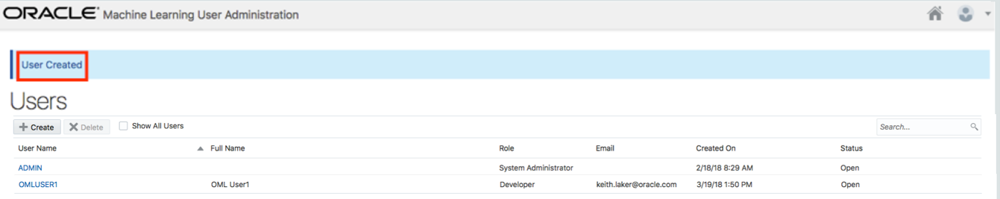 ORACLE® Machine Learning User Administration
User Created
Users
Create Delete Show All Users Search...
User Name Full Name Role Email Created On Status
ADMIN System Administrator 2/18/18 8:29 AM Open
OMLUSER1 OML User1 Developer keith.laker@oracle.com 3/19/18 1:50 PM Open